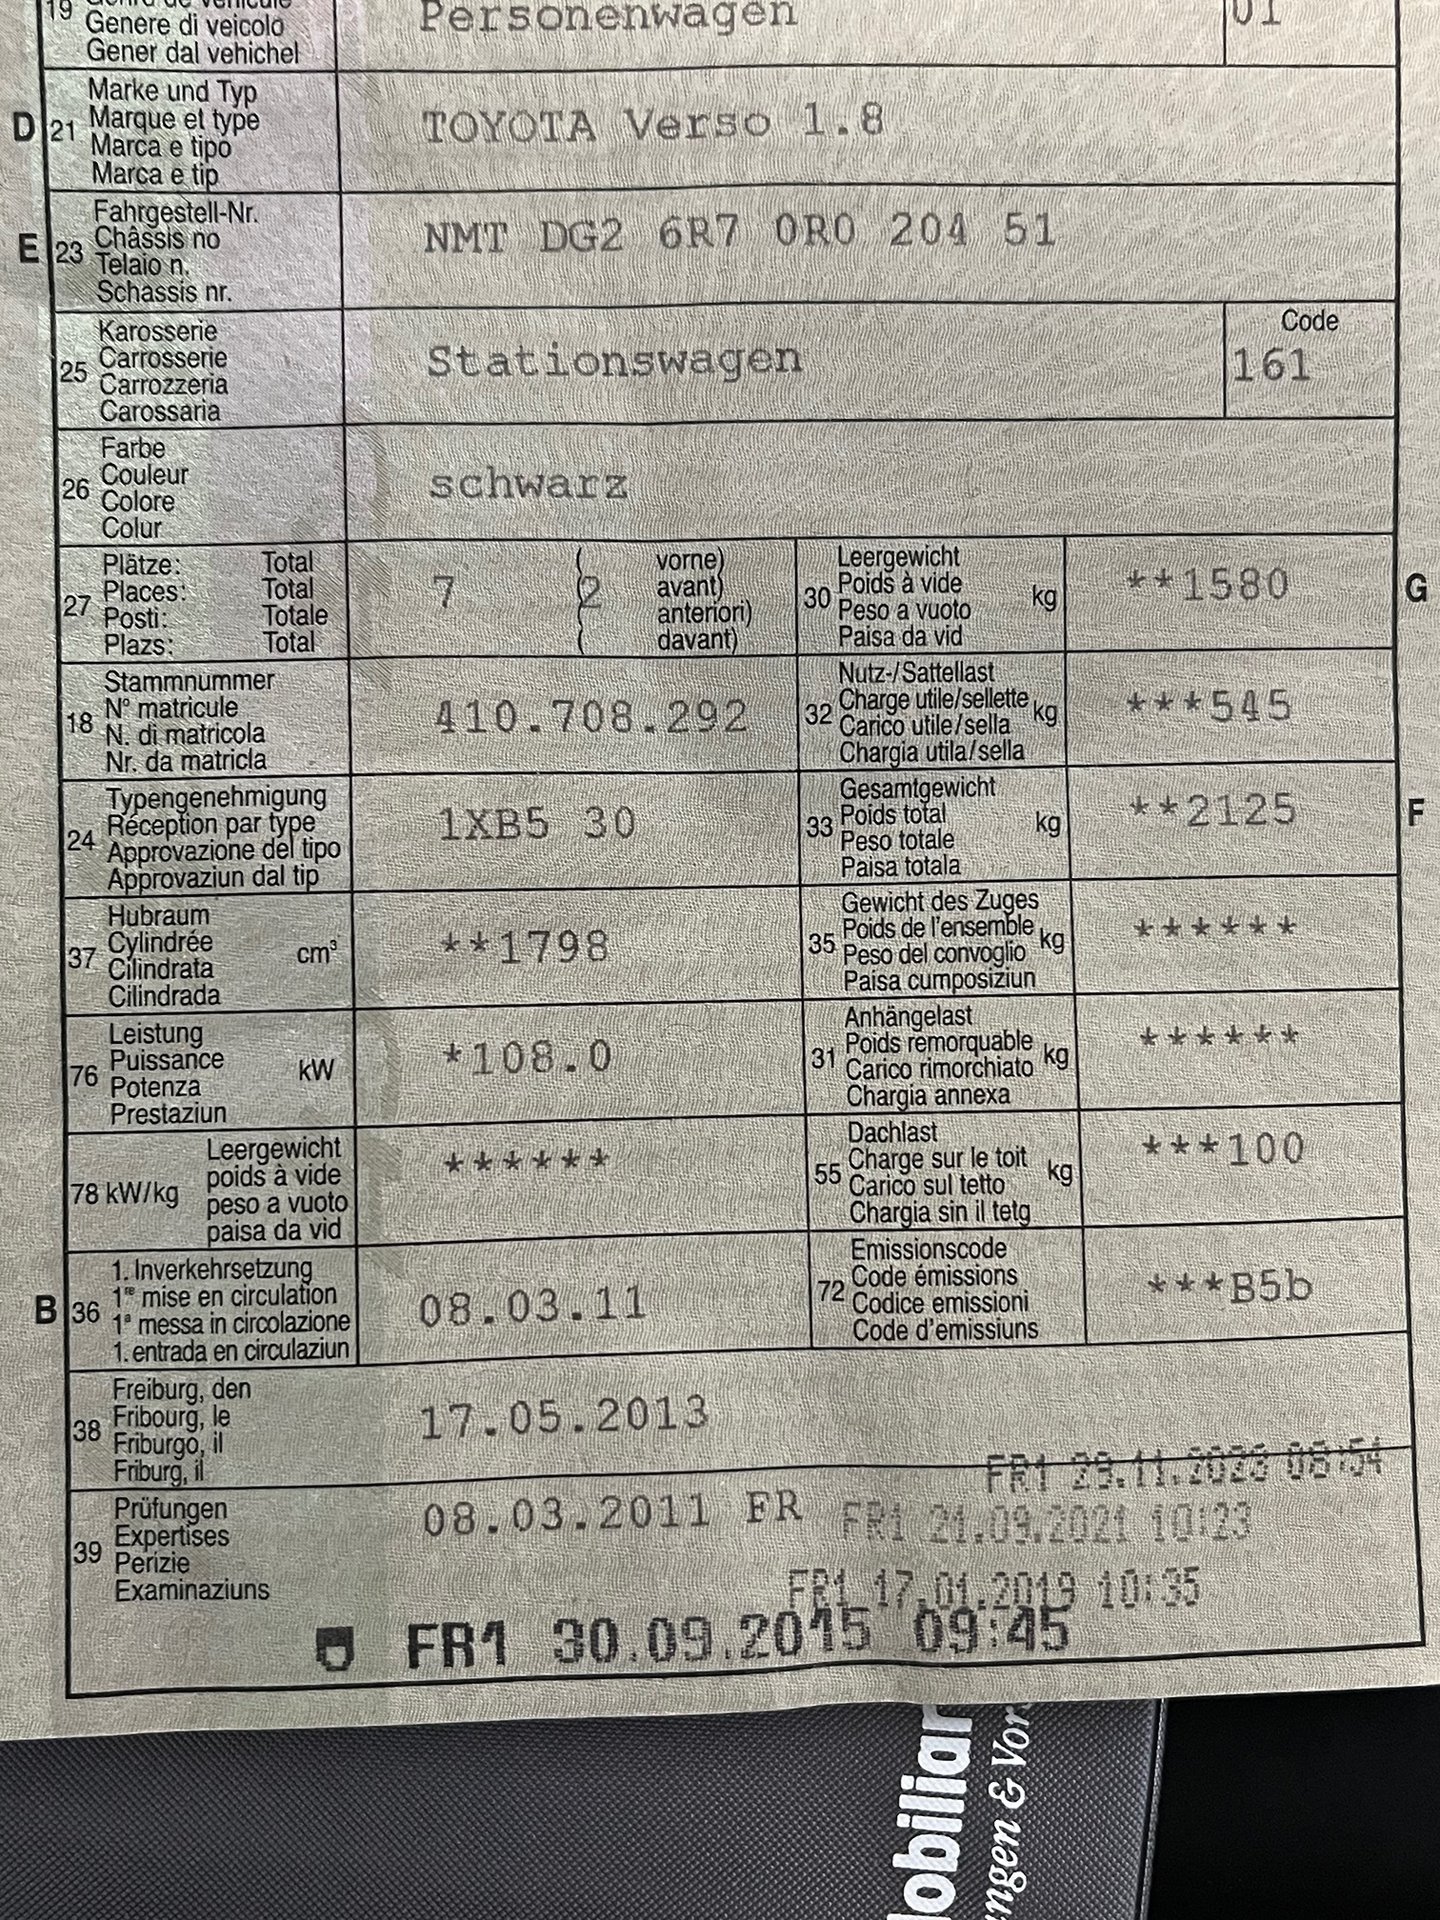 19
Genere di veicolo
Gener dal vehichel
Personenwagen
01
D
21
Marke und Typ
Marque et type
Marca e tipo
Marca e tip
TOYOTA Verso 1.8
E
23
Fahrgestell-Nr.
Châssis no
Telaio n.
Schassis nr.
NMT DG2 6R7 0R0 204 51
25
Karosserie
Carrosserie
Carrozzeria
Carossaria
Stationswagen
Code
161
26
Farbe
Couleur
Colore
Colur
schwarz
27
Plätze: Total
Places: Total
Posti: Totale
Plazs: Total
7 (2
( vorne)
avant)
anteriori)
( davant)
30
Leergewicht
Poids à vide
Peso a vuoto
Paisa da vid
kg
**1580
G
18
Stammnummer
N° matricule
N. di matricola
Nr. da matricla
410.708.292
32
Nutz-/Sattellast
Charge utile/sellette
Carico utile/sella
Chargia utila/sella
kg
***545
24
Typengenehmigung
Réception par type
Approvazione del tipo
Approvaziun dal tip
1XB5 30
33
Gesamtgewicht
Poids total
Peso totale
Paisa totala
kg
**2125
F
37
Hubraum
Cylindrée
Cilindrata
Cilindrada
cm³
**1798
35
Gewicht des Zuges
Poids de l'ensemble
Peso del convoglio
Paisa cumposiziun
kg
******
76
Leistung
Puissance
Potenza
Prestaziun
kW
*108.0
31
Anhängelast
Poids remorquable
Carico rimorchiato
Chargia annexa
kg
******
78 kW/kg
Leergewicht
poids à vide
peso a vuoto
paisa da vid
******
55
Dachlast
Charge sur le toit
Carico sul tetto
Chargia sin il tetg
kg
***100
B
36
1. Inverkehrsetzung
1re mise en circulation
1a messa in circolazione
1. entrada en circulaziun
08.03.11
72
Emissionscode
Code émissions
Codice emissioni
Code d'emissiuns
***B5b
38
Freiburg, den
Fribourg, le
Friburgo, il
Friburg, il
17.05.2013
FR1 29.11.2023 08:54
39
Prüfungen
Expertises
Perizie
Examinaziuns
08.03.2011 FR
FR1 21.09.2021 10:23
FR1 17.01.2019 10:35
FR1 30.09.2015 09:45
obiliar
ngen & Vor